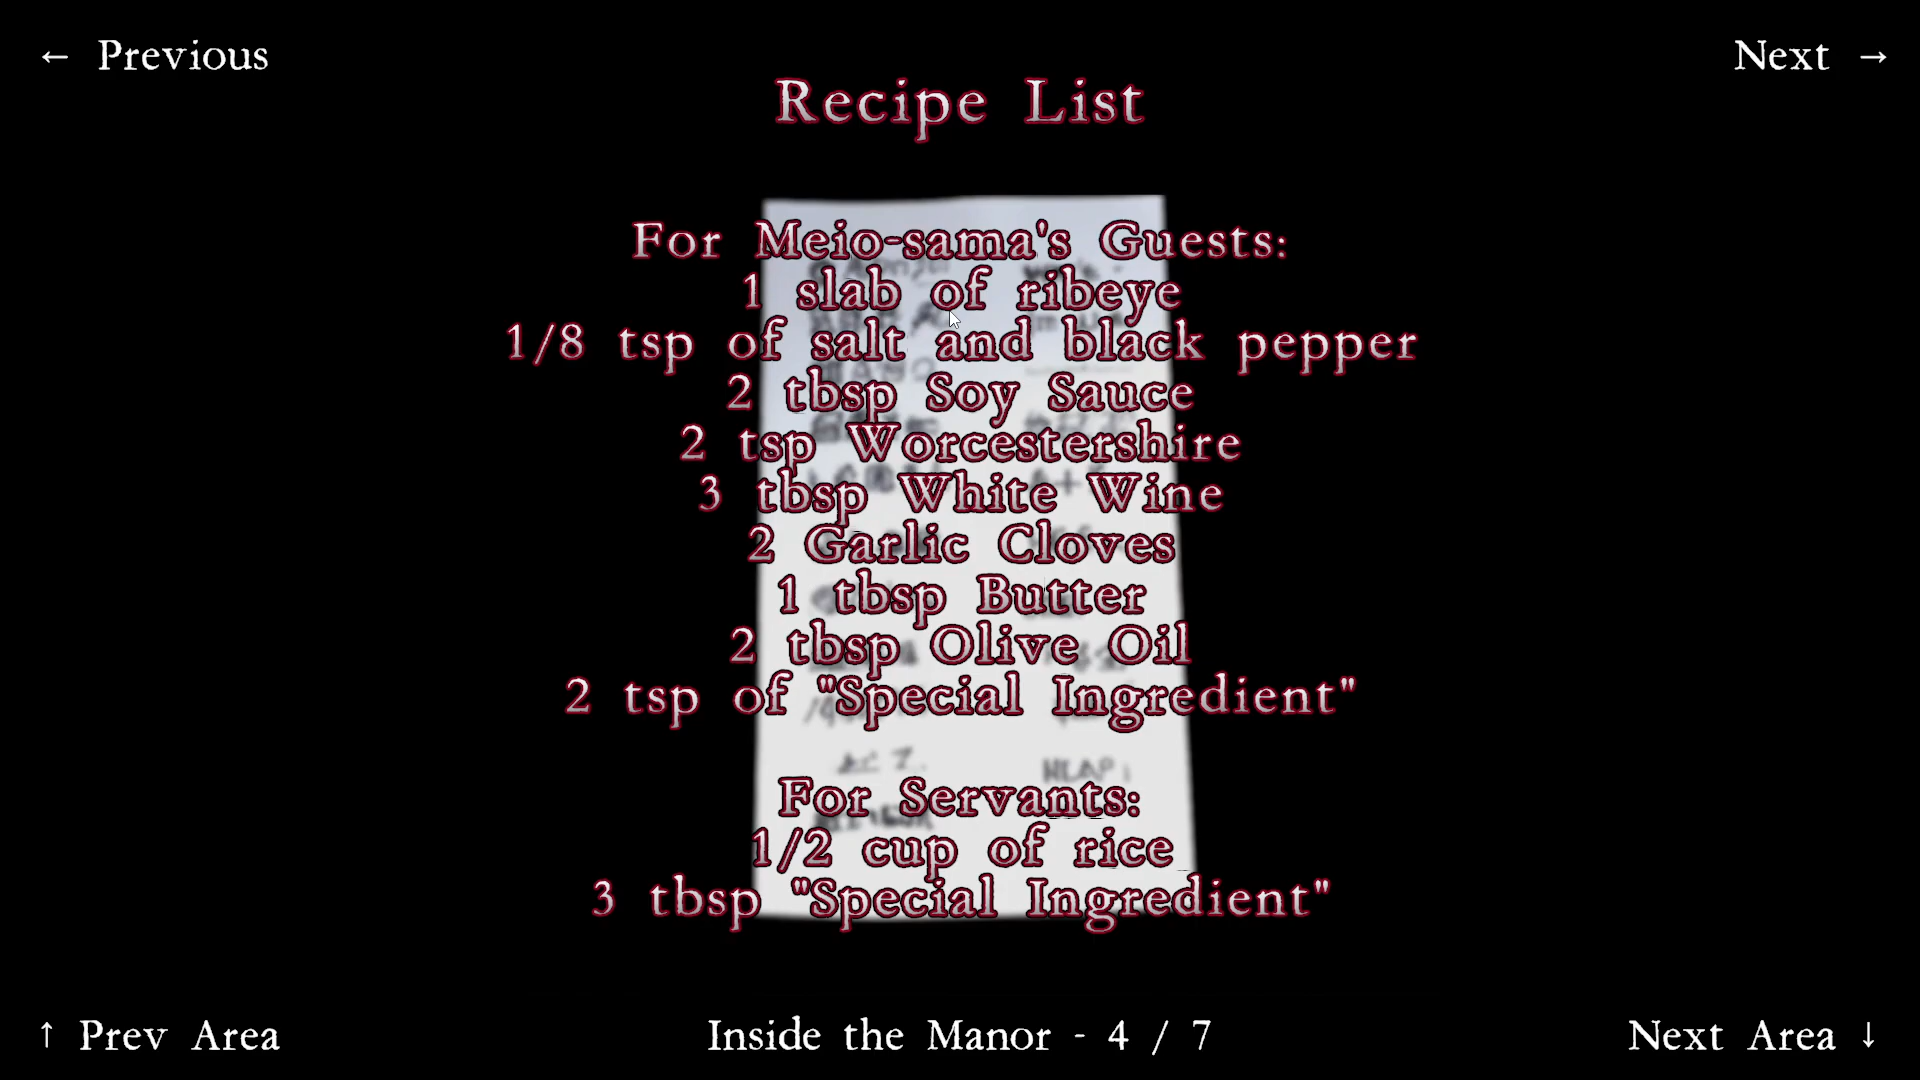 ← Previous
Next →
Recipe List
For Meio-sama's Guests:
1 slab of ribeye
1/8 tsp of salt and black pepper
2 tbsp Soy Sauce
2 tsp Worcestershire
3 tbsp White Wine
2 Garlic Cloves
1 tbsp Butter
2 tbsp Olive Oil
2 tsp of "Special Ingredient"
For Servants:
1/2 cup of rice
3 tbsp "Special Ingredient"
↑ Prev Area
Inside the Manor - 4 / 7
Next Area ↓